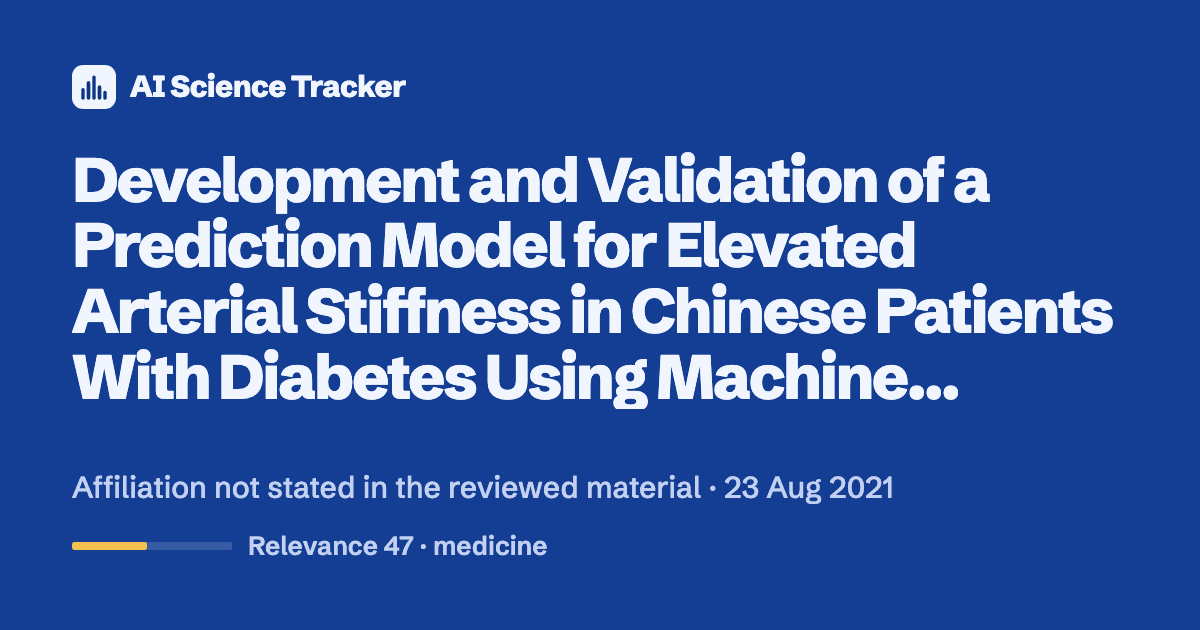 AI Science Tracker
Development and Validation of a
Prediction Model for Elevated
Arterial Stiffness in Chinese Patients
With Diabetes Using Machine...
Affiliation not stated in the reviewed material · 23 Aug 2021
Relevance 47 · medicine